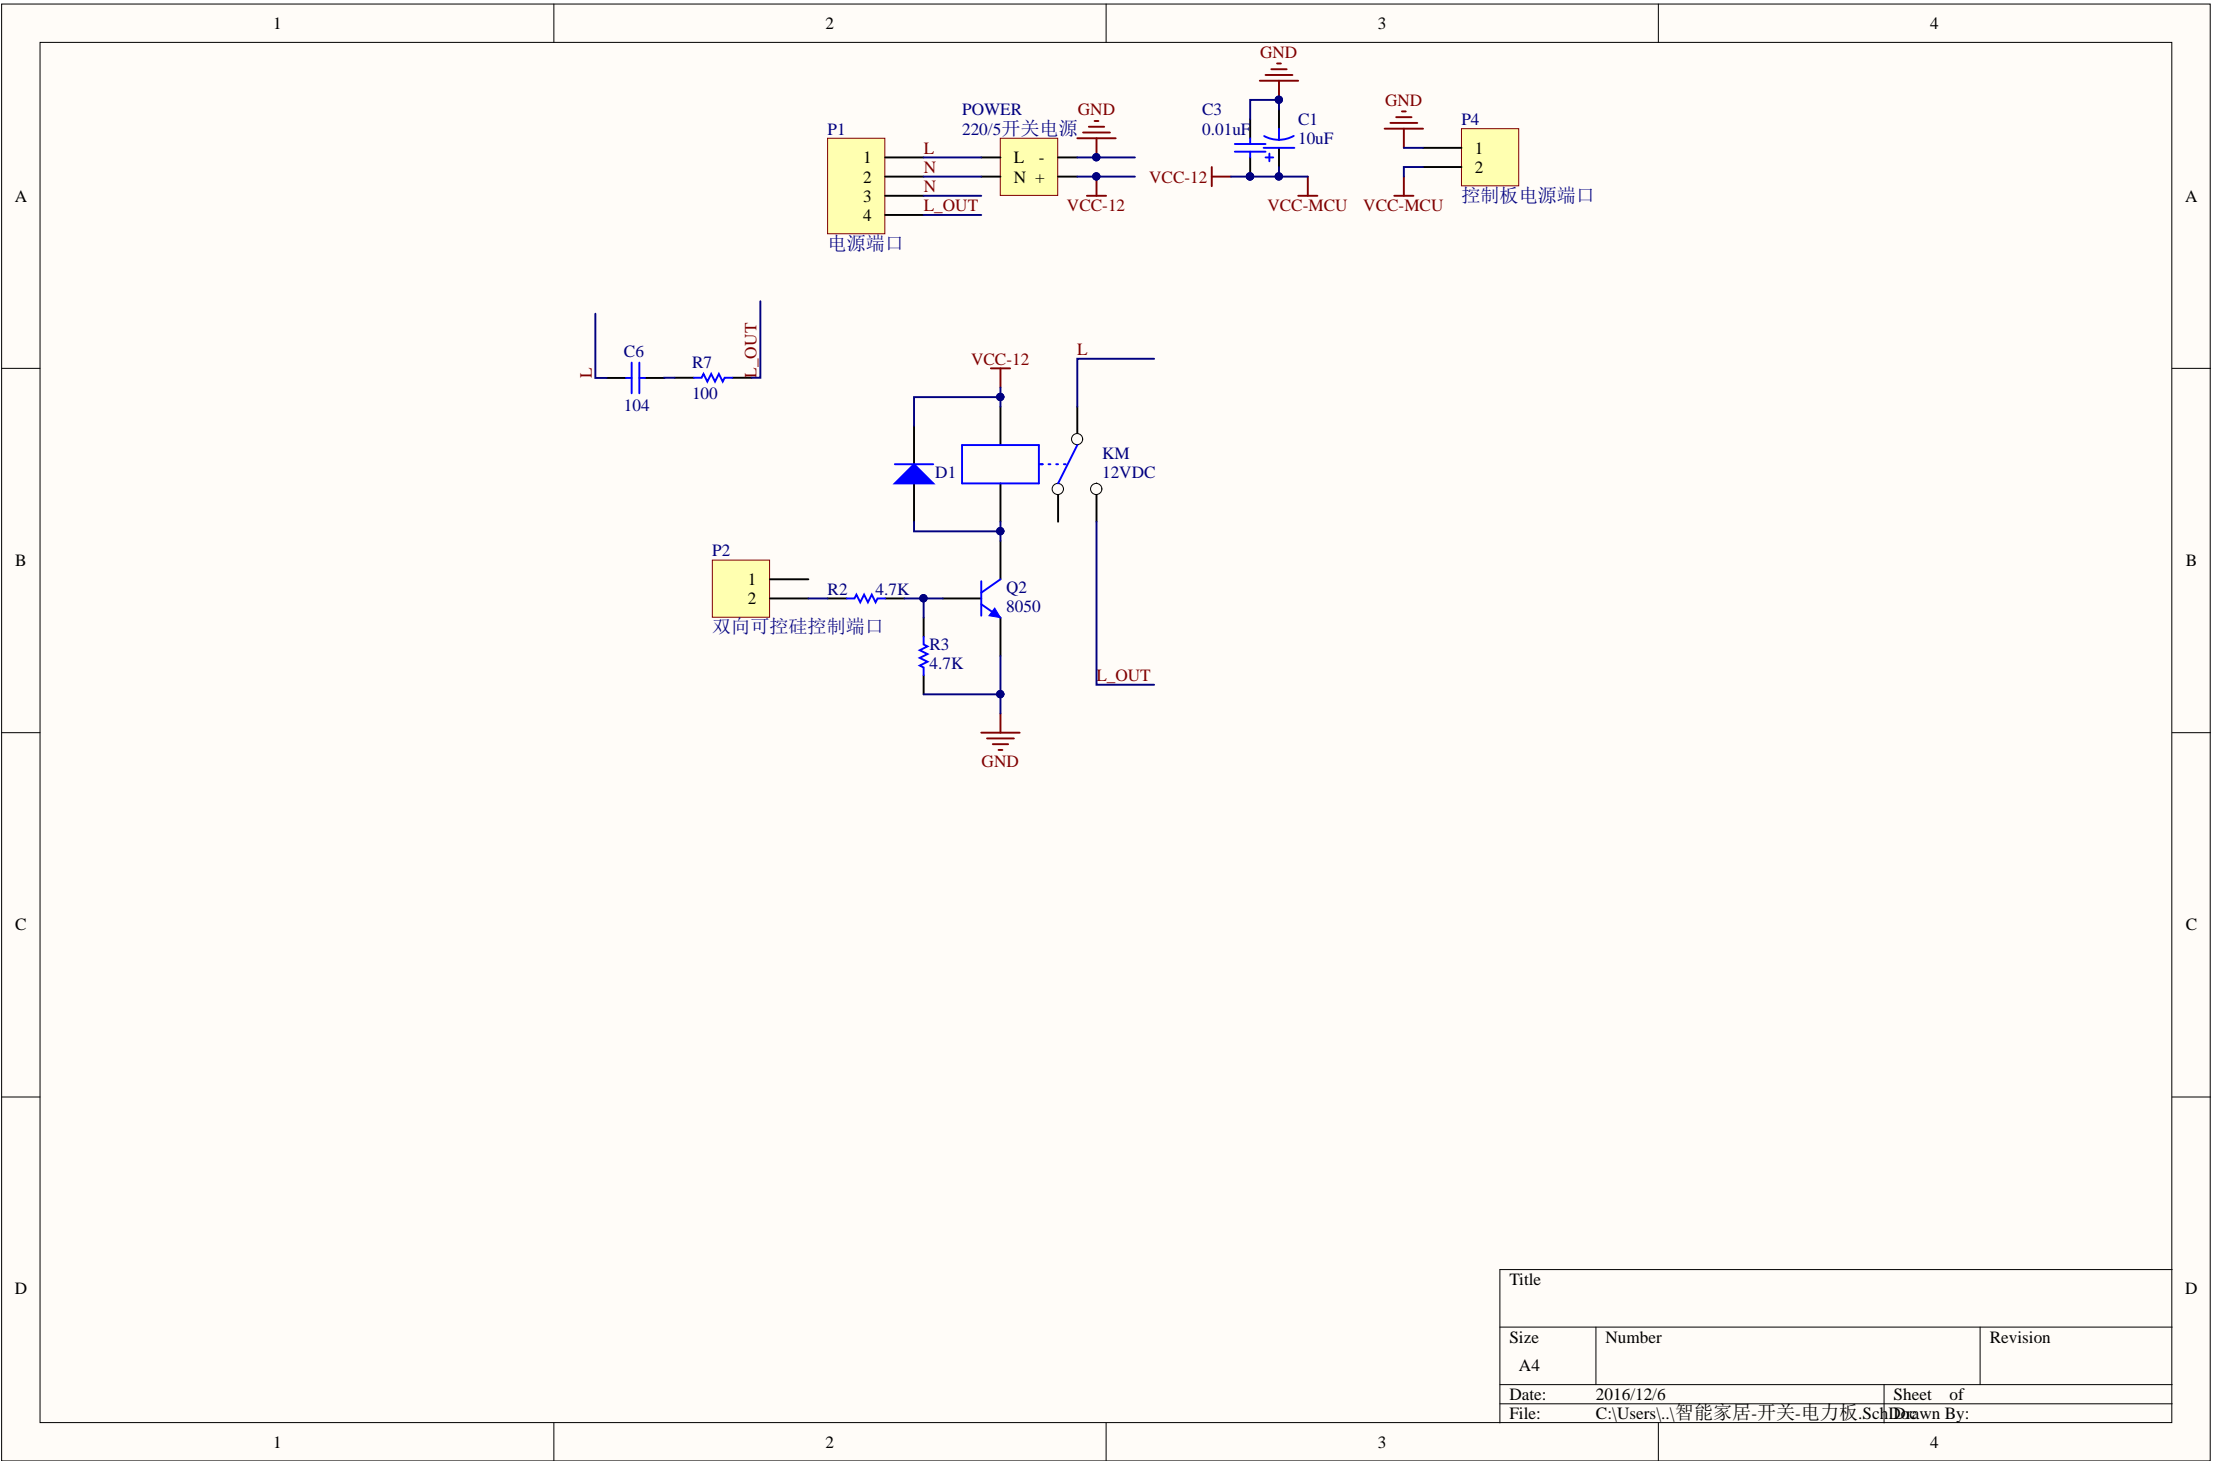 1 2 3 4
A A
B B
C C
D D
P1
1
2
3
4
电源端口
L
N
N
L_OUT
POWER
220/5开关电源
L -
N +
GND
VCC-12
GND
C3
0.01uF
C1
10uF
+
VCC-12
VCC-MCU
GND
VCC-MCU
P4
1
2
控制板电源端口
L
C6
104
R7
100
L_OUT
VCC-12
L
D1
KM
12VDC
P2
1
2
双向可控硅控制端口
R2 4.7K
Q2
8050
R3
4.7K
L_OUT
GND
Title
Size Number Revision
A4
Date: 2016/12/6 Sheet of
File: C:\Users\..\智能家居-开关-电力板.SchDoc Drawn By:
1 2 3 4